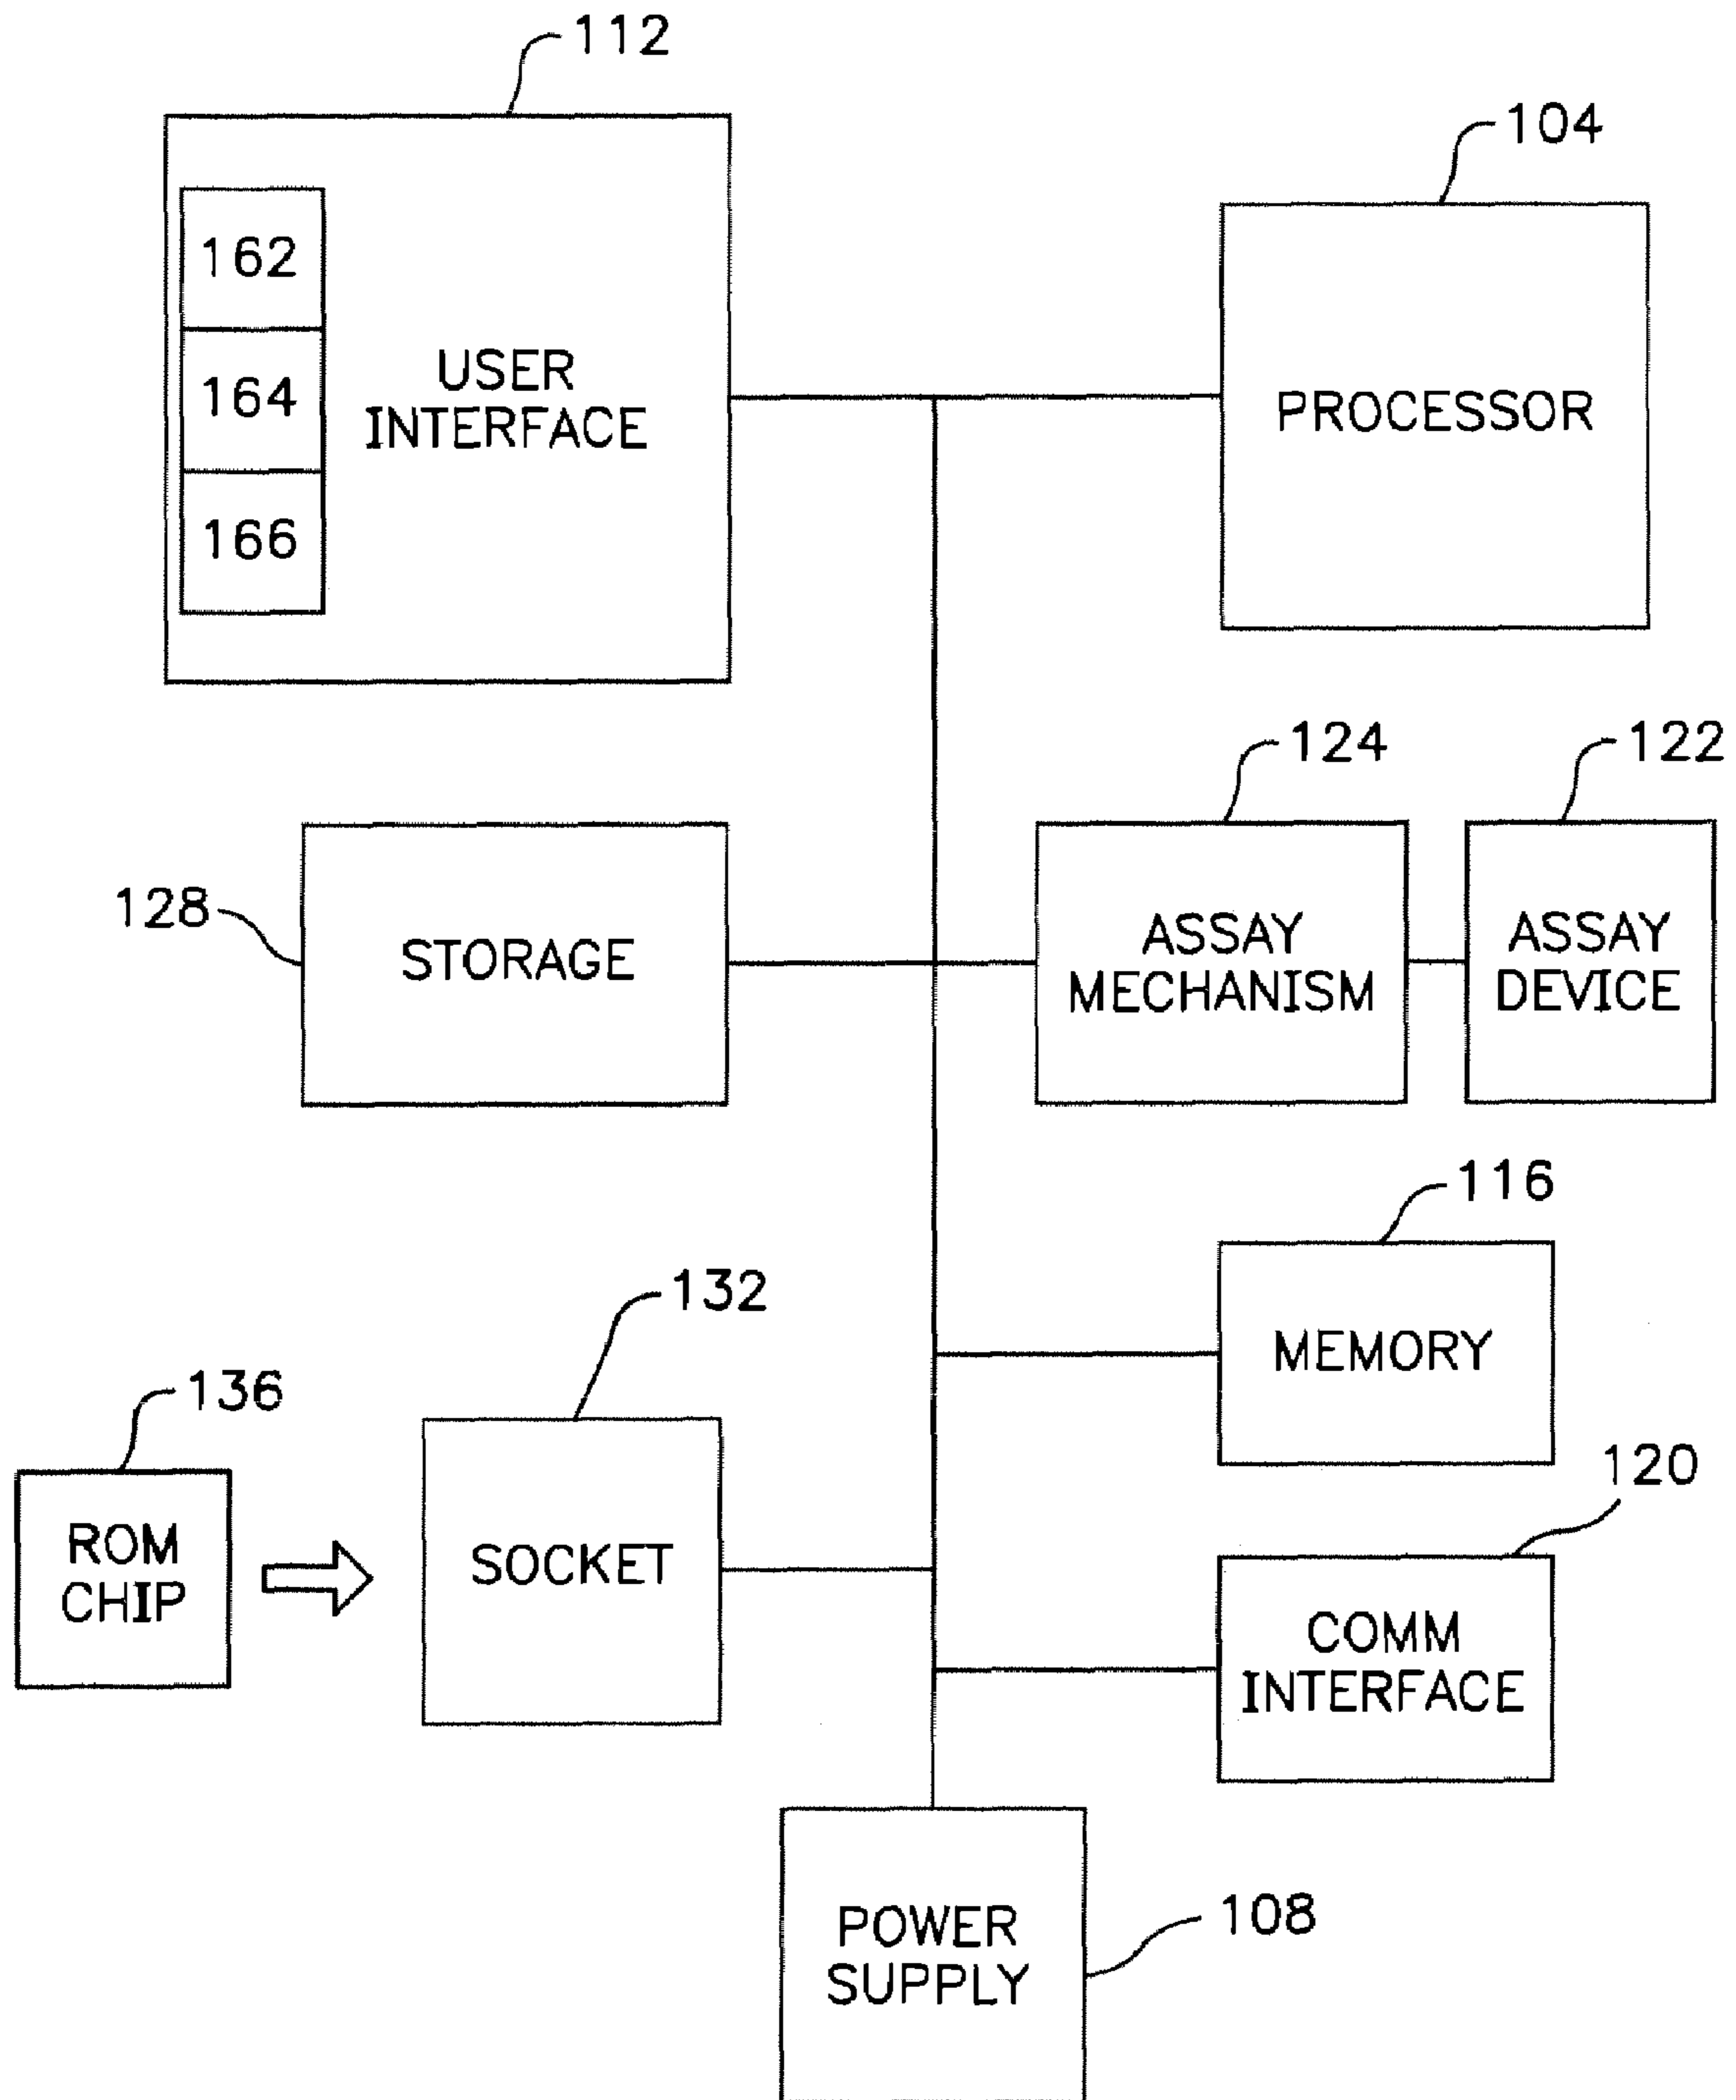 112
104
162
164
166
USER
INTERFACE
PROCESSOR
124
122
128
STORAGE
ASSAY
MECHANISM
ASSAY
DEVICE
116
132
MEMORY
136
120
ROM
CHIP
SOCKET
COMM
INTERFACE
POWER
SUPPLY
108